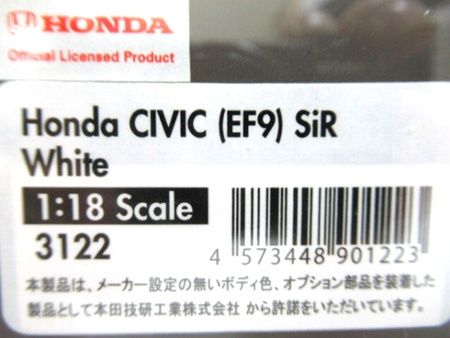 HONDA
Official Licensed Product
Honda CIVIC (EF9) SiR
White
1:18 Scale
3122
4 573448 901223
本製品は、メーカー設定の無いボディ色、オプション部品を装着した
製品として本田技研工業株式会社 から許諾をいただいています。